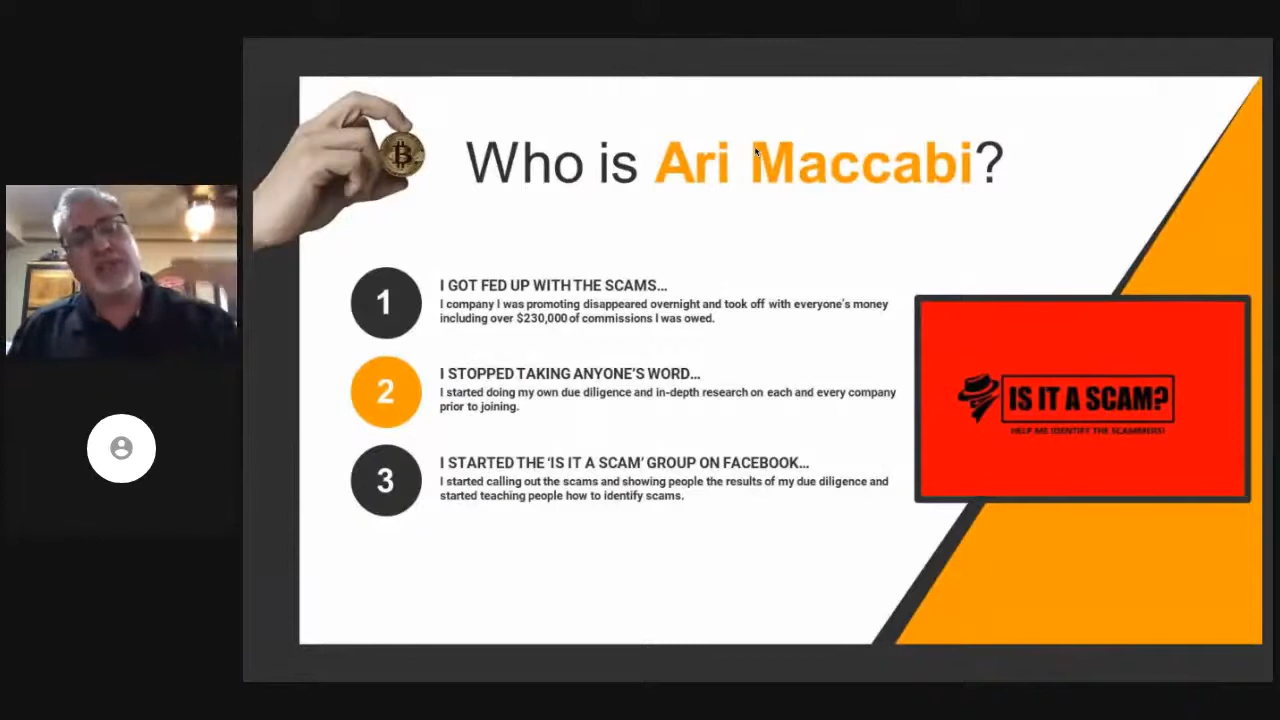 Who is Ari Maccabi?
1
I GOT FED UP WITH THE SCAMS...
I company I was promoting disappeared overnight and took off with everyone's money
including over $230,000 of commissions I was owed.
2
I STOPPED TAKING ANYONE'S WORD...
I started doing my own due diligence and in-depth research on each and every company
prior to joining.
3
I STARTED THE 'IS IT A SCAM' GROUP ON FACEBOOK...
I started calling out the scams and showing people the results of my due diligence and
started teaching people how to identify scams.
IS IT A SCAM?
HELP ME IDENTIFY THE SCAMMERS!